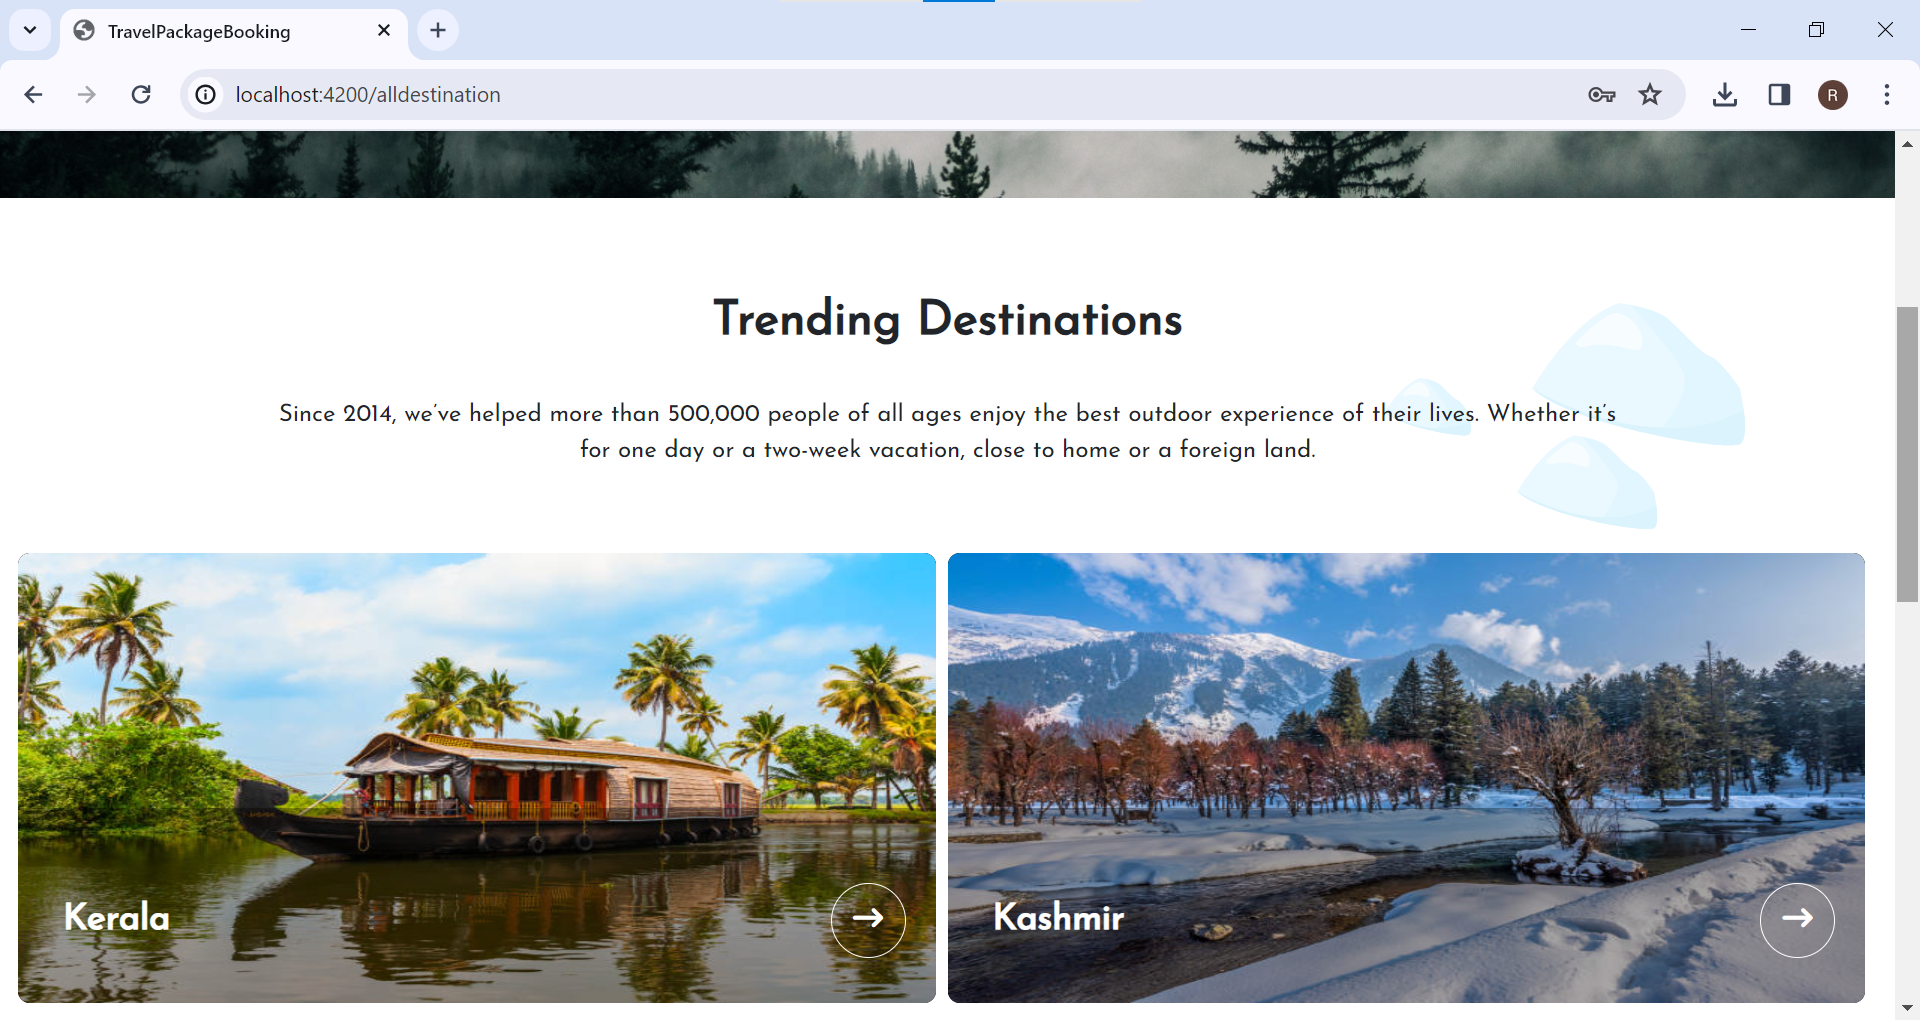 TravelPackageBooking
localhost:4200/alldestination
R
Trending Destinations
Since 2014, we've helped more than 500,000 people of all ages enjoy the best outdoor experience of their lives. Whether it's
for one day or a two-week vacation, close to home or a foreign land.
Kerala
Kashmir